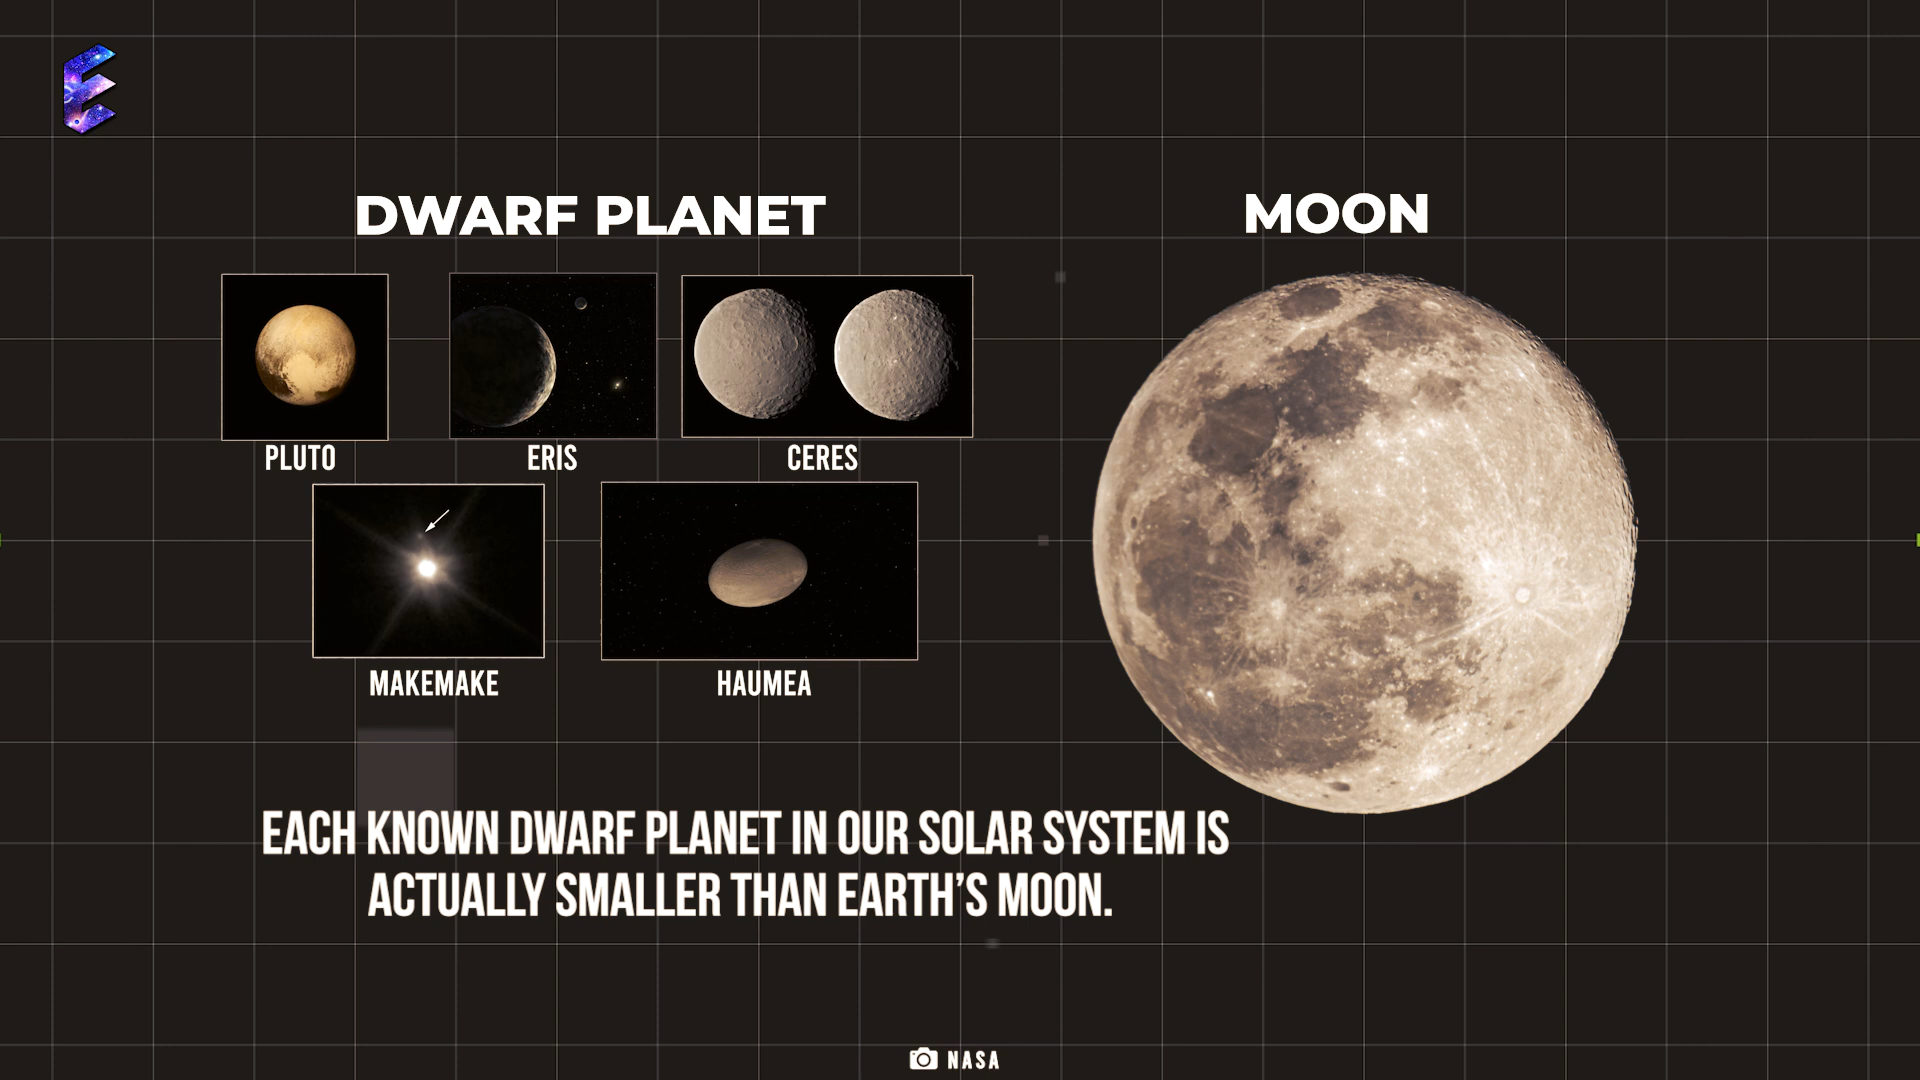 E
DWARF PLANET
MOON
PLUTO
ERIS
CERES
MAKEMAKE
HAUMEA
EACH KNOWN DWARF PLANET IN OUR SOLAR SYSTEM IS
ACTUALLY SMALLER THAN EARTH’S MOON.
NASA